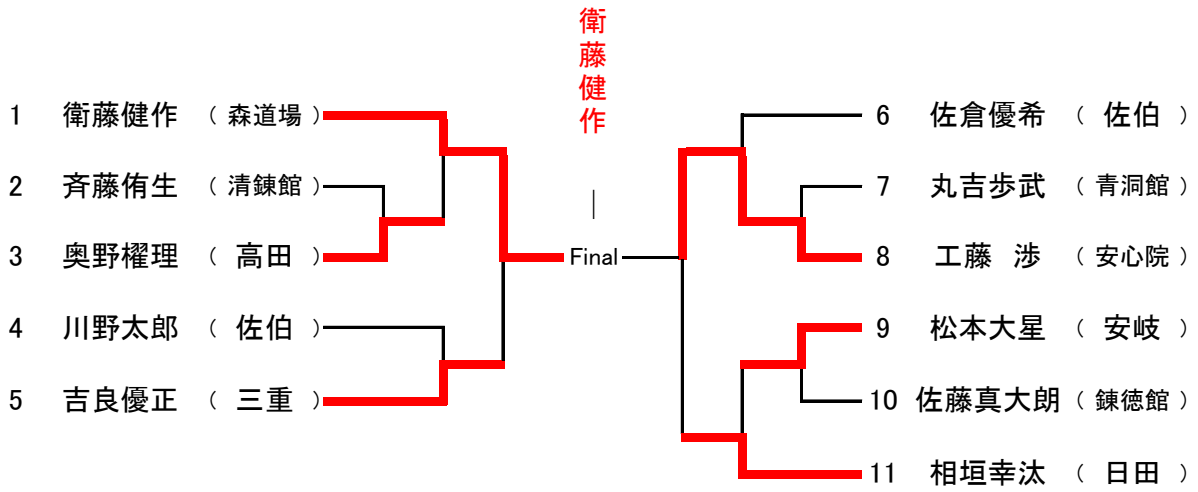 衛藤健作
1 衛藤健作 （ 森道場 ）
2 斉藤侑生 （ 清錬館 ）
3 奥野櫂理 （ 高田 ）
4 川野太郎 （ 佐伯 ）
5 吉良優正 （ 三重 ）
Final
6 佐倉優希 （ 佐伯 ）
7 丸吉歩武 （ 青洞館 ）
8 工藤 渉 （ 安心院 ）
9 松本大星 （ 安岐 ）
10 佐藤真大朗 （ 錬徳館 ）
11 相垣幸汰 （ 日田 ）